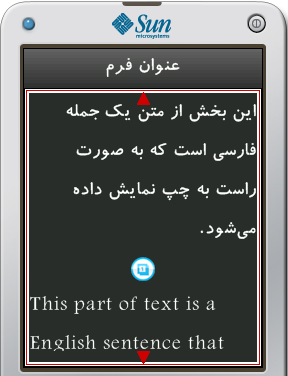 Sun
microsystems
عنوان فرم
این بخش از متن یک جمله
فارسی است که به صورت
راست به چپ نمایش داده
می‌شود.
This part of text is a
English sentence that